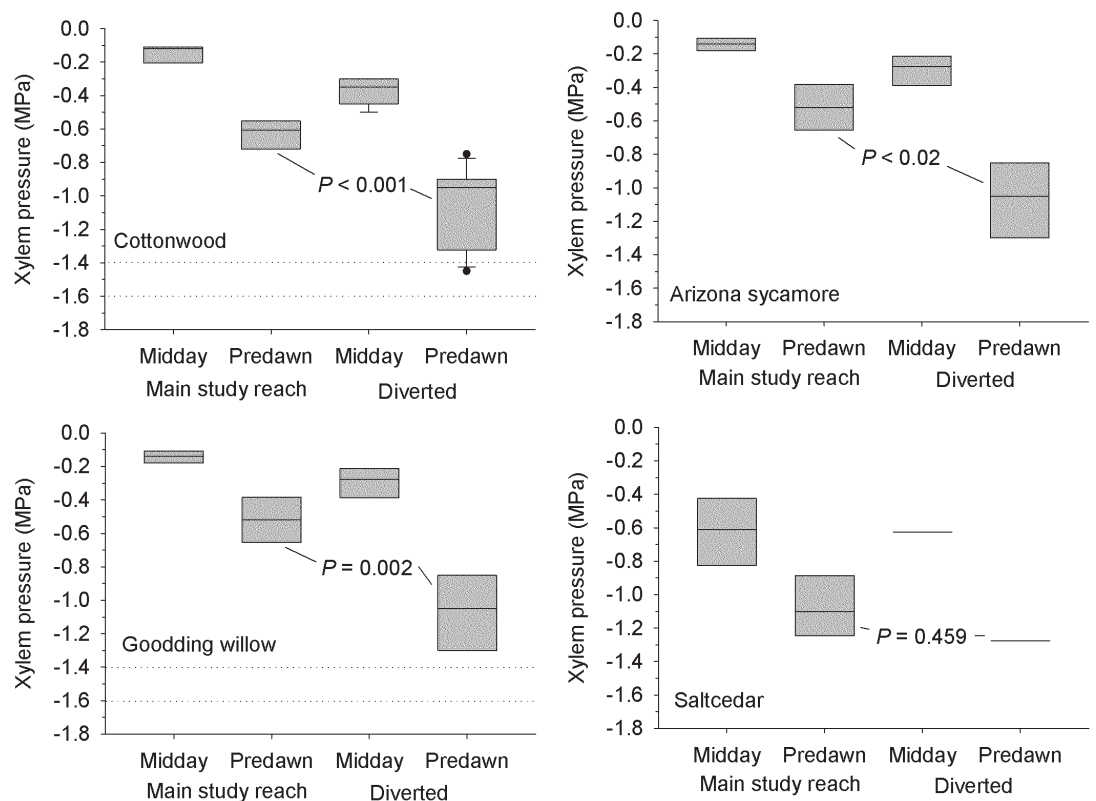 0.0
-0.2
-0.4
-0.6
-0.8
-1.0
-1.2
-1.4
-1.6
-1.8
Xylem pressure (MPa)
P < 0.001
Cottonwood
Midday Predawn Midday Predawn
Main study reach Diverted
0.0
-0.2
-0.4
-0.6
-0.8
-1.0
-1.2
-1.4
-1.6
-1.8
Xylem pressure (MPa)
P < 0.02
Arizona sycamore
Midday Predawn Midday Predawn
Main study reach Diverted
0.0
-0.2
-0.4
-0.6
-0.8
-1.0
-1.2
-1.4
-1.6
-1.8
Xylem pressure (MPa)
P = 0.002
Goodding willow
Midday Predawn Midday Predawn
Main study reach Diverted
0.0
-0.2
-0.4
-0.6
-0.8
-1.0
-1.2
-1.4
-1.6
-1.8
Xylem pressure (MPa)
P = 0.459
Saltcedar
Midday Predawn Midday Predawn
Main study reach Diverted